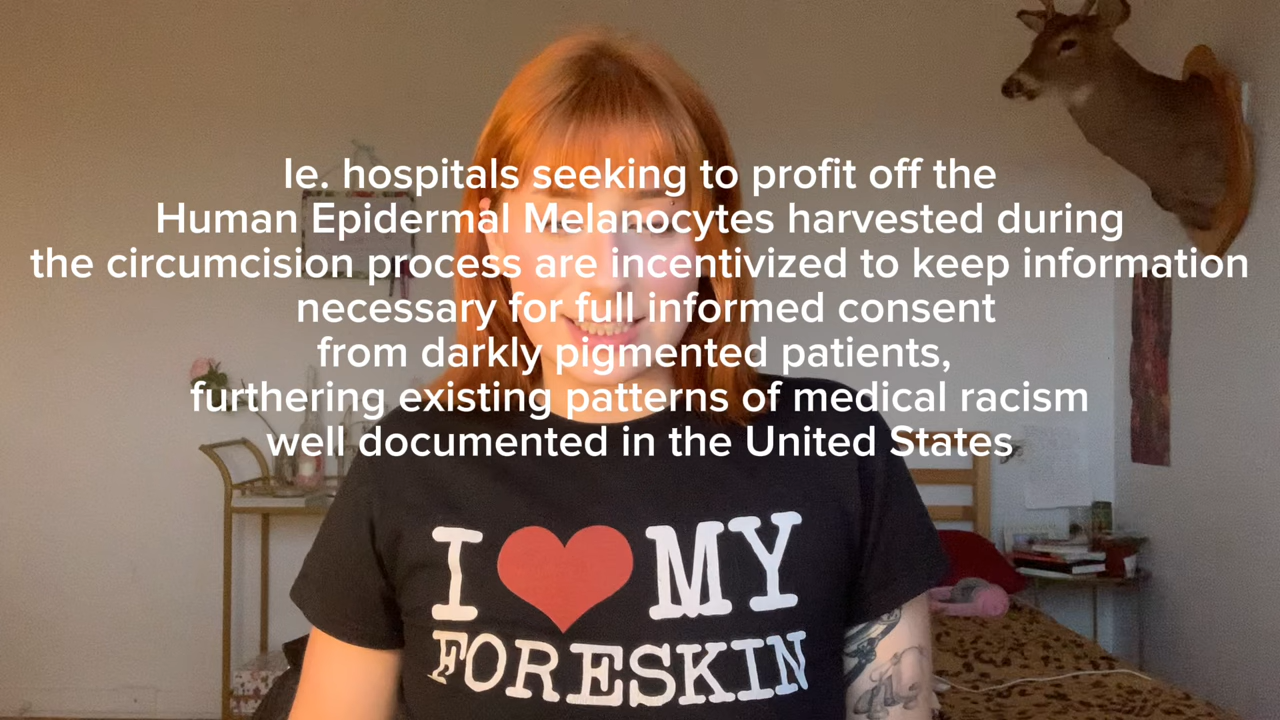 Ie. hospitals seeking to profit off the
Human Epidermal Melanocytes harvested during
the circumcision process are incentivized to keep information
necessary for full informed consent
from darkly pigmented patients,
furthering existing patterns of medical racism
well documented in the United States
I ❤ MY
FORESKIN